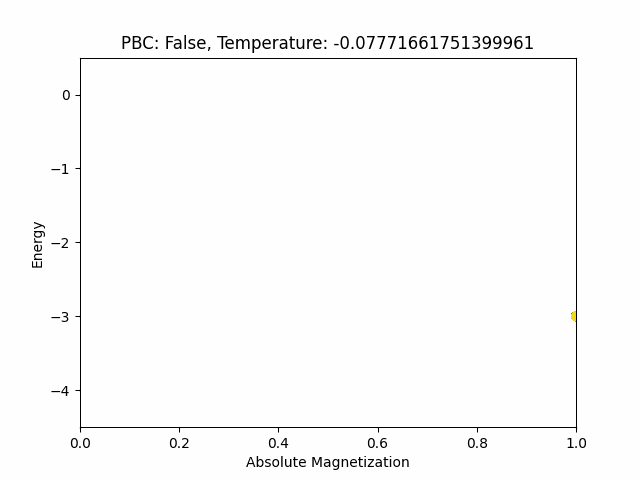 PBC: False, Temperature: -0.07771661751399961
0
−1
−2
−3
−4
Energy
0.0 0.2 0.4 0.6 0.8 1.0
Absolute Magnetization